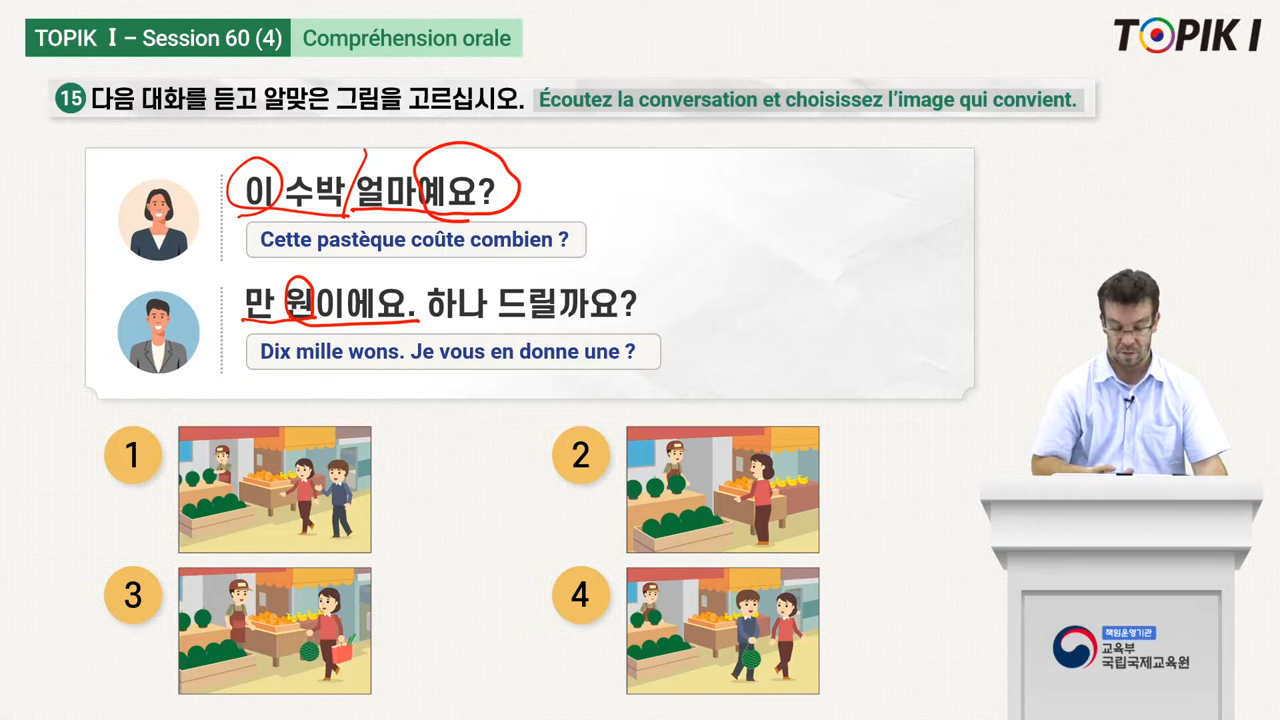 TOPIK Ⅰ – Session 60 (4) Compréhension orale
TOPIK I
15 다음 대화를 듣고 알맞은 그림을 고르십시오. Écoutez la conversation et choisissez l’image qui convient.
이 수박 얼마예요?
Cette pastèque coûte combien ?
만 원이에요. 하나 드릴까요?
Dix mille wons. Je vous en donne une ?
1
2
3
4
책임운영기관
교육부
국립국제교육원